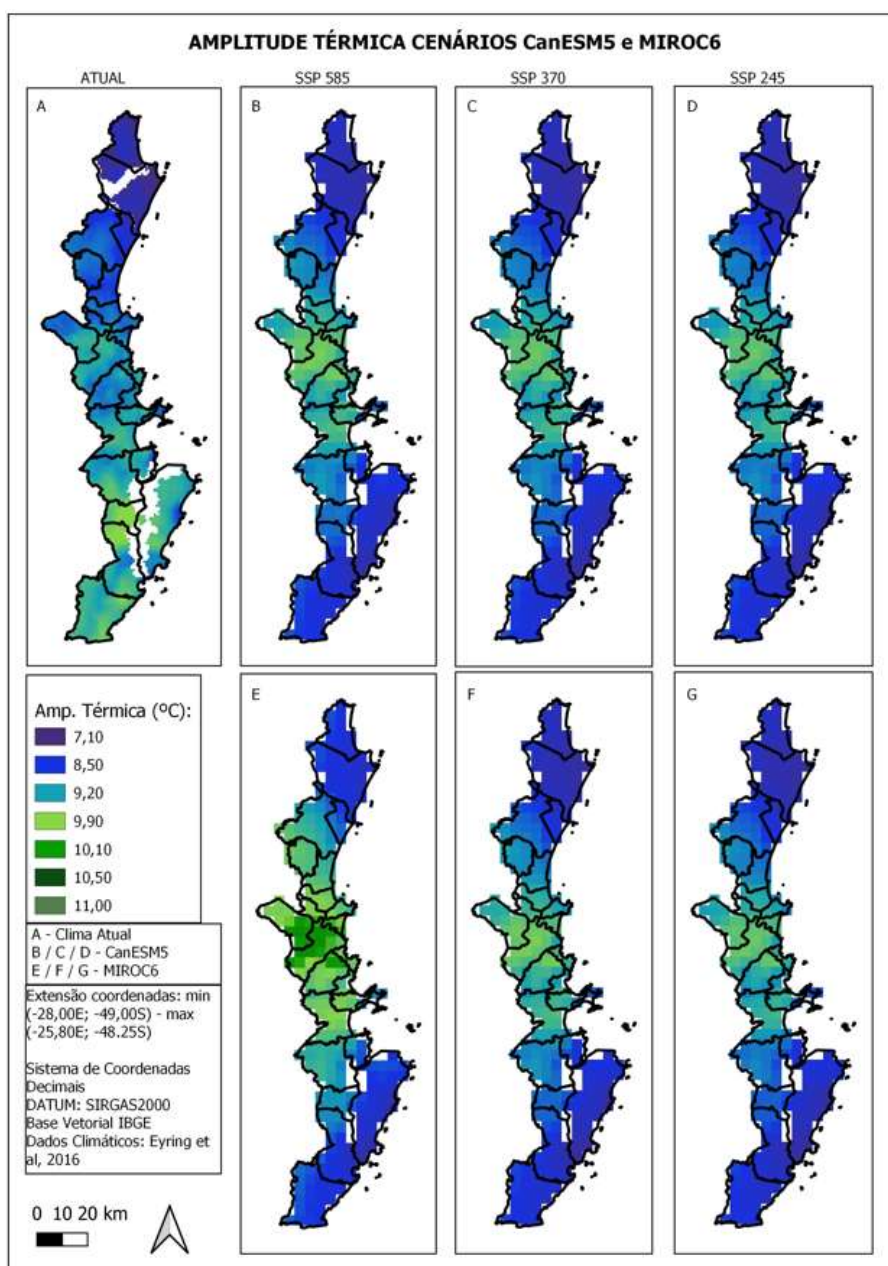 AMPLITUDE TÉRMICA CENÁRIOS CanESM5 e MIROC6
ATUAL
SSP 585
SSP 370
SSP 245
A
B
C
D
Amp. Térmica (ºC):
7,10
8,50
9,20
9,90
10,10
10,50
11,00
A - Clima Atual
B / C / D - CanESM5
E / F / G - MIROC6
Extensão coordenadas: min
(-28,00E; -49,00S) - max
(-25,80E; -48.25S)
Sistema de Coordenadas
Decimais
DATUM: SIRGAS2000
Base Vetorial IBGE
Dados Climáticos: Eyring et
al, 2016
0 10 20 km
E
F
G